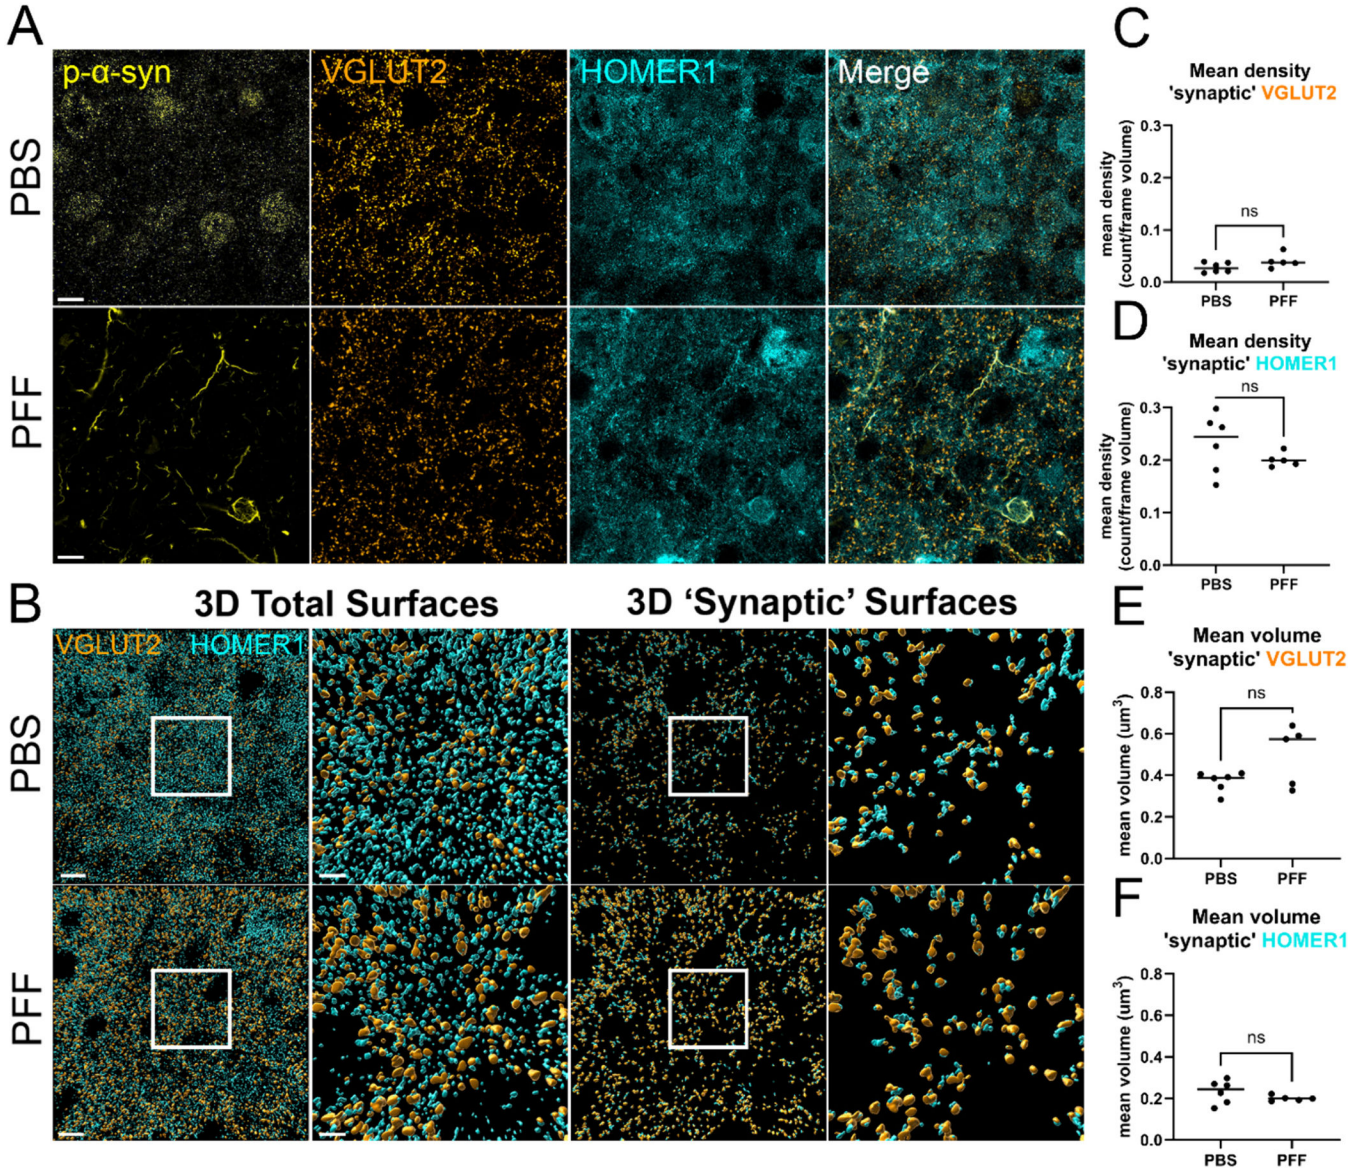 A
p-α-syn VGLUT2 HOMER1 Merge
PBS
PFF
B
3D Total Surfaces 3D ‘Synaptic’ Surfaces
VGLUT2 HOMER1
PBS
PFF
C
Mean density
'synaptic' VGLUT2
mean density
(count/frame volume)
0.3
0.2
0.1
0.0
ns
PBS PFF
D
Mean density
'synaptic' HOMER1
mean density
(count/frame volume)
0.3
0.2
0.1
0.0
ns
PBS PFF
E
Mean volume
'synaptic' VGLUT2
mean volume (um³)
0.8
0.6
0.4
0.2
0.0
ns
PBS PFF
F
Mean volume
'synaptic' HOMER1
mean volume (um³)
0.8
0.6
0.4
0.2
0.0
ns
PBS PFF